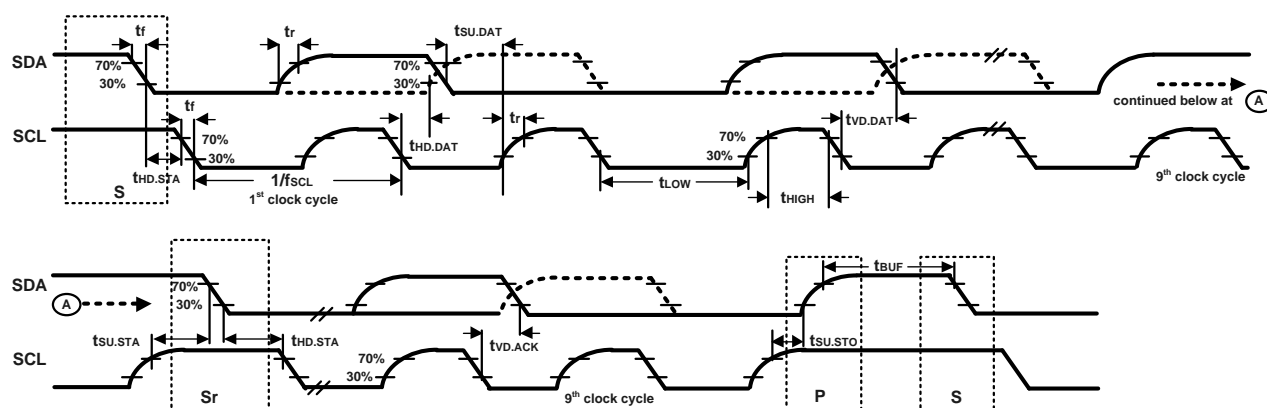 tf
tr
tSU.DAT
SDA
70%
30%
70%
30%
continued below at A
tf
tr
tVD.DAT
SCL
70%
30%
70%
30%
70%
30%
tHD.DAT
tHD.STA
1/fSCL
tLOW
tHIGH
S
1st clock cycle
9th clock cycle
SDA
70%
30%
tBUF
A
tSU.STA
tHD.STA
tVD.ACK
tSU.STO
SCL
70%
30%
Sr
9th clock cycle
P
S